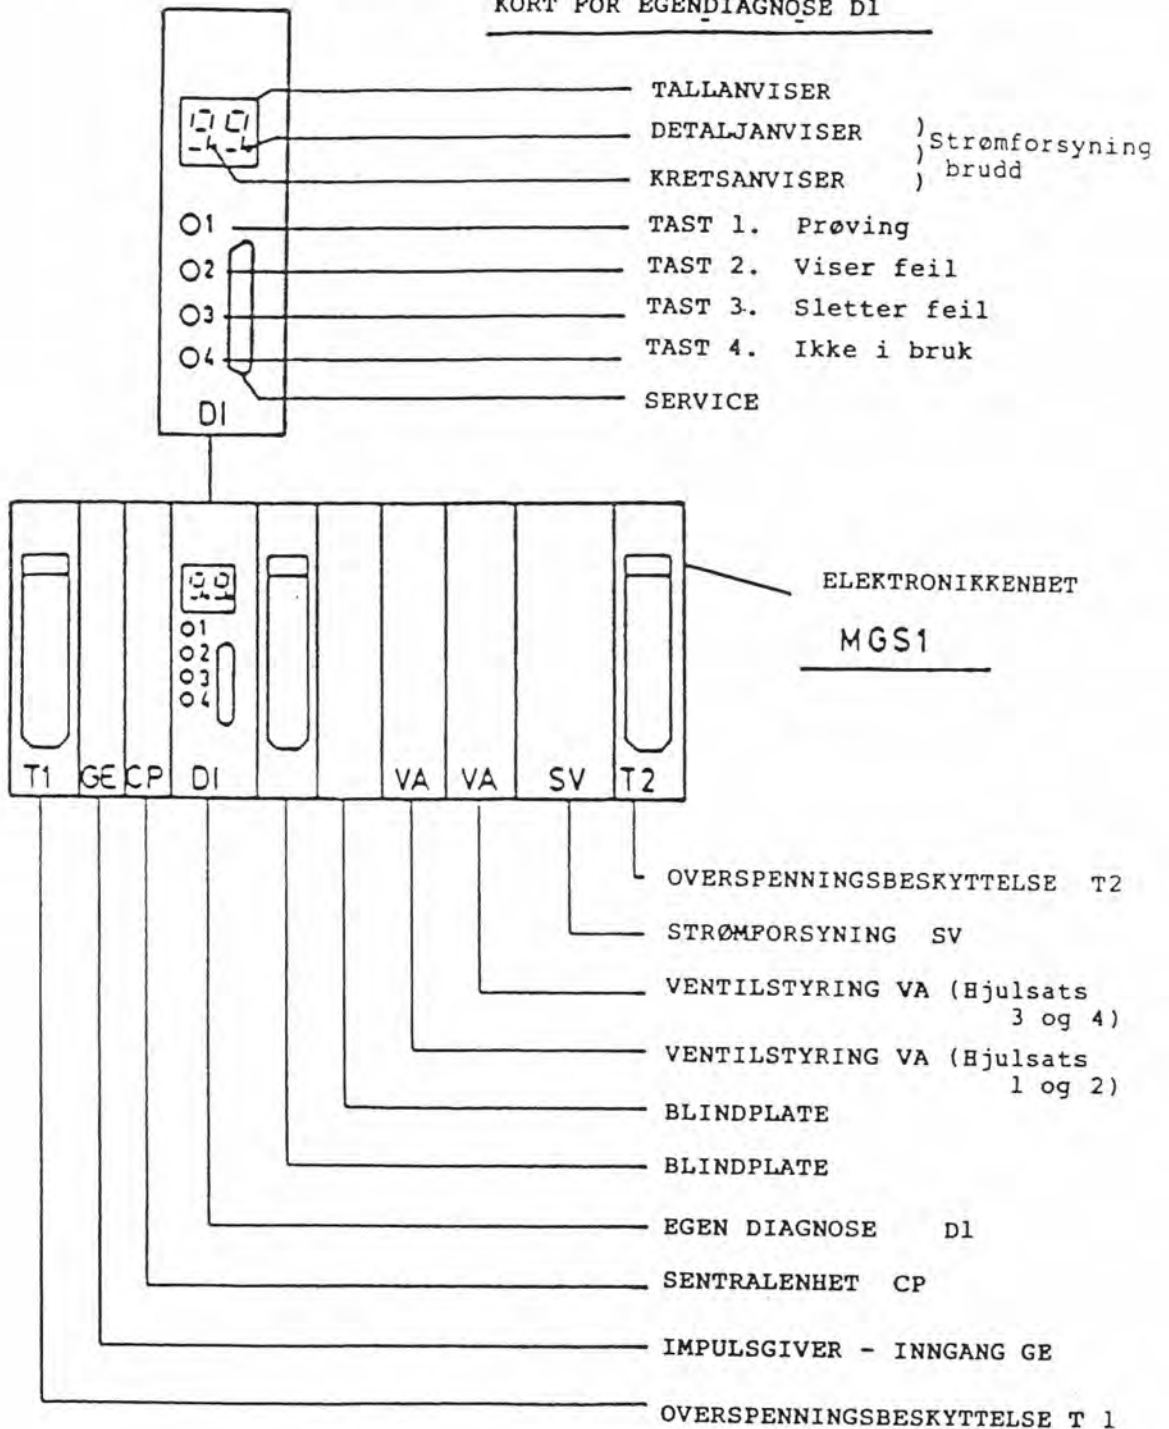 KORT FOR EGENDIAGNOSE D1
TALLANVISER
DETALJANVISER )
) Strømforsyning
) brudd
KRETSANVISER )
O1 TAST 1. Prøving
O2 TAST 2. Viser feil
O3 TAST 3. Sletter feil
O4 TAST 4. Ikke i bruk
SERVICE
DI
ELEKTRONIKKENHET
MGS1
O1
O2
O3
O4
T1 GE CP DI VA VA SV T2
OVERSPENNINGSBESKYTTELSE T2
STRØMFORSYNING SV
VENTILSTYRING VA (Hjulsats
3 og 4)
VENTILSTYRING VA (Hjulsats
1 og 2)
BLINDPLATE
BLINDPLATE
EGEN DIAGNOSE D1
SENTRALENHET CP
IMPULSGIVER - INNGANG GE
OVERSPENNINGSBESKYTTELSE T 1